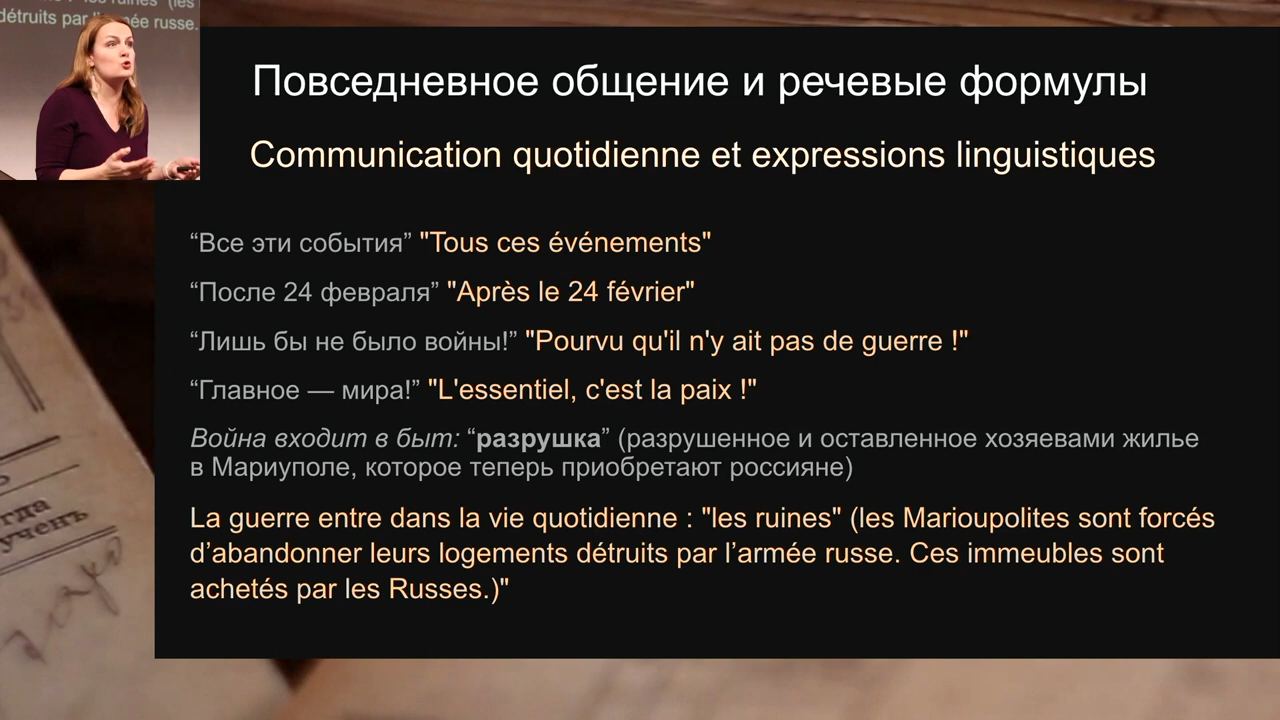 détruits par l'armée russe.
Повседневное общение и речевые формулы
Communication quotidienne et expressions linguistiques
“Все эти события” "Tous ces événements"
“После 24 февраля” "Après le 24 février"
“Лишь бы не было войны!” "Pourvu qu'il n'y ait pas de guerre !"
“Главное — мира!” "L'essentiel, c'est la paix !"
Война входит в быт: “разрушка” (разрушенное и оставленное хозяевами жилье
в Мариуполе, которое теперь приобретают россияне)
La guerre entre dans la vie quotidienne : "les ruines" (les Marioupolites sont forcés
d’abandonner leurs logements détruits par l’armée russe. Ces immeubles sont
achetés par les Russes.)"